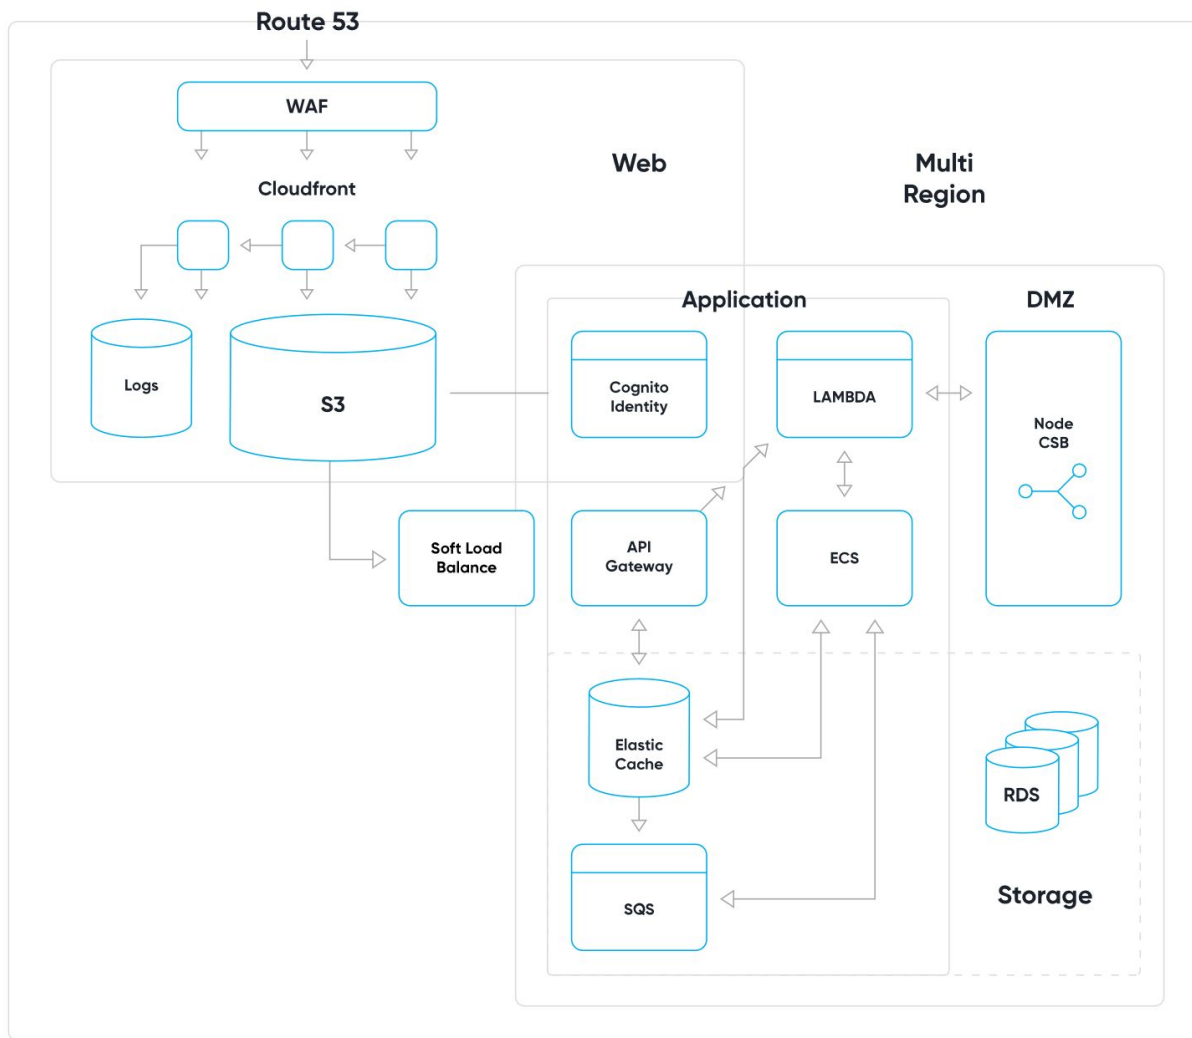 Route 53
WAF
Web
Multi
Region
Cloudfront
Application
DMZ
Logs
S3
Cognito
Identity
LAMBDA
Node
CSB
Soft Load
Balance
API
Gateway
ECS
Elastic
Cache
RDS
Storage
SQS